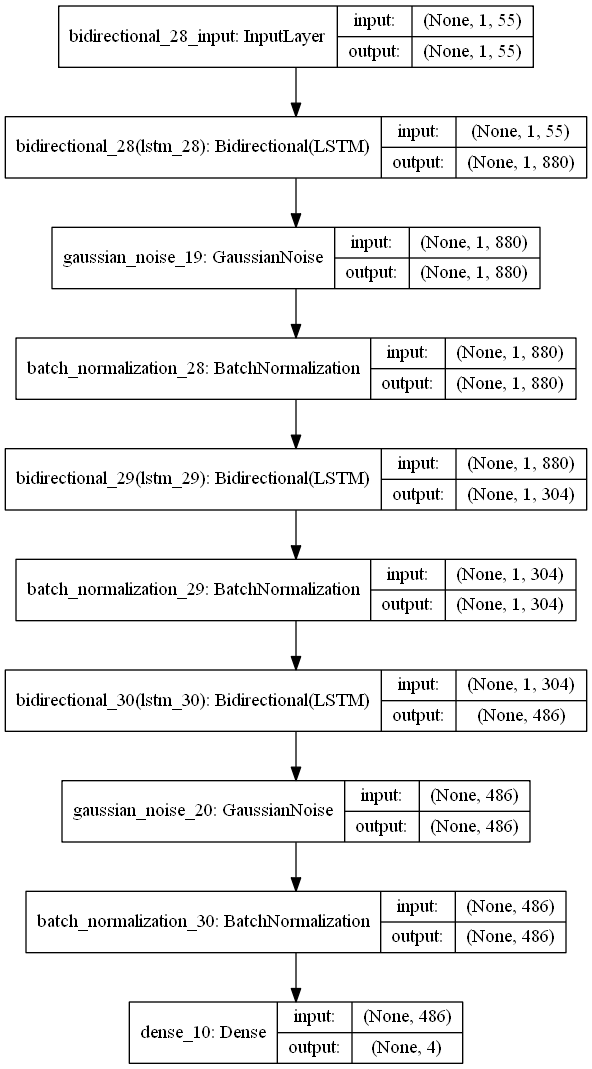 bidirectional_28_input: InputLayer
input: (None, 1, 55)
output: (None, 1, 55)
bidirectional_28(lstm_28): Bidirectional(LSTM)
input: (None, 1, 55)
output: (None, 1, 880)
gaussian_noise_19: GaussianNoise
input: (None, 1, 880)
output: (None, 1, 880)
batch_normalization_28: BatchNormalization
input: (None, 1, 880)
output: (None, 1, 880)
bidirectional_29(lstm_29): Bidirectional(LSTM)
input: (None, 1, 880)
output: (None, 1, 304)
batch_normalization_29: BatchNormalization
input: (None, 1, 304)
output: (None, 1, 304)
bidirectional_30(lstm_30): Bidirectional(LSTM)
input: (None, 1, 304)
output: (None, 486)
gaussian_noise_20: GaussianNoise
input: (None, 486)
output: (None, 486)
batch_normalization_30: BatchNormalization
input: (None, 486)
output: (None, 486)
dense_10: Dense
input: (None, 486)
output: (None, 4)